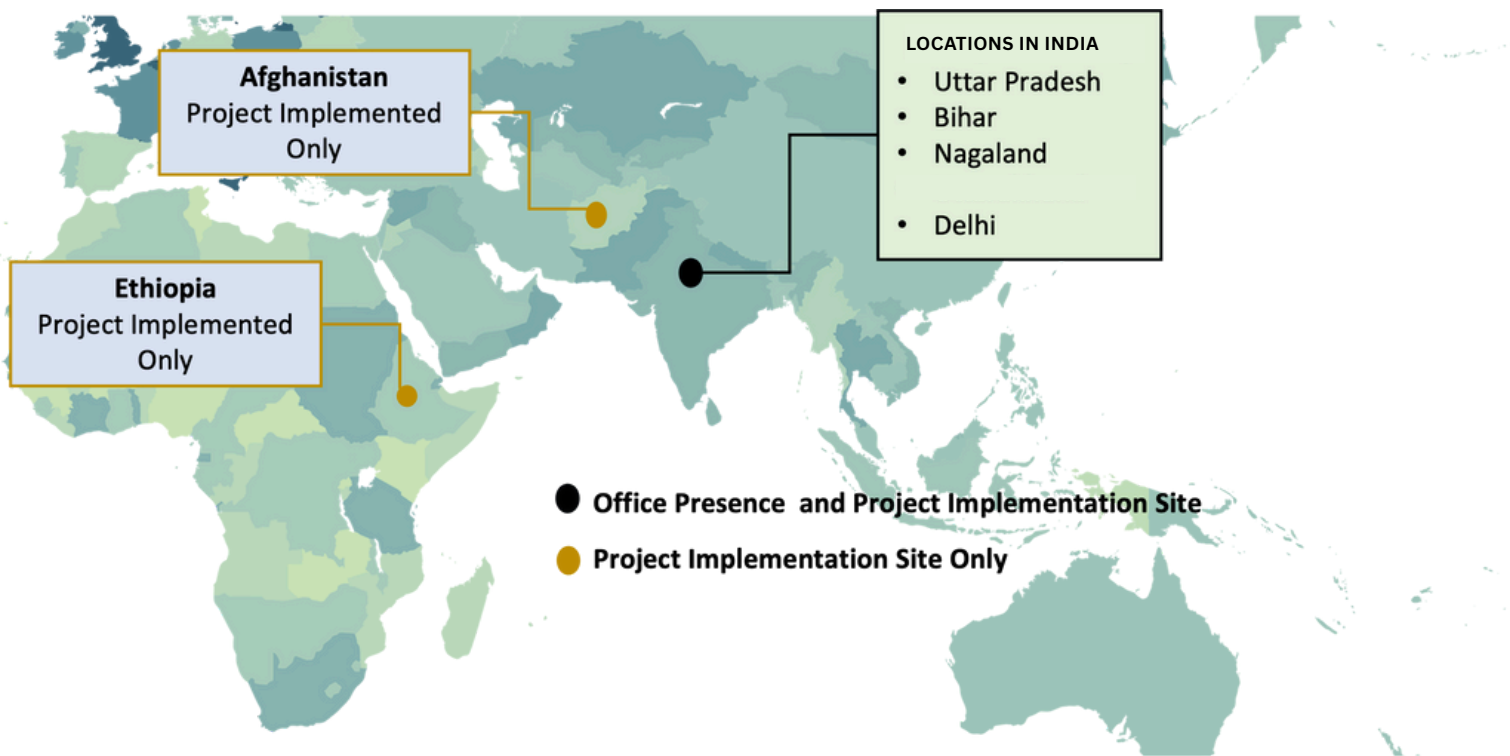 Afghanistan
Project Implemented
Only
LOCATIONS IN INDIA
• Uttar Pradesh
• Bihar
• Nagaland
• Delhi
Ethiopia
Project Implemented
Only
Office Presence and Project Implementation Site
Project Implementation Site Only